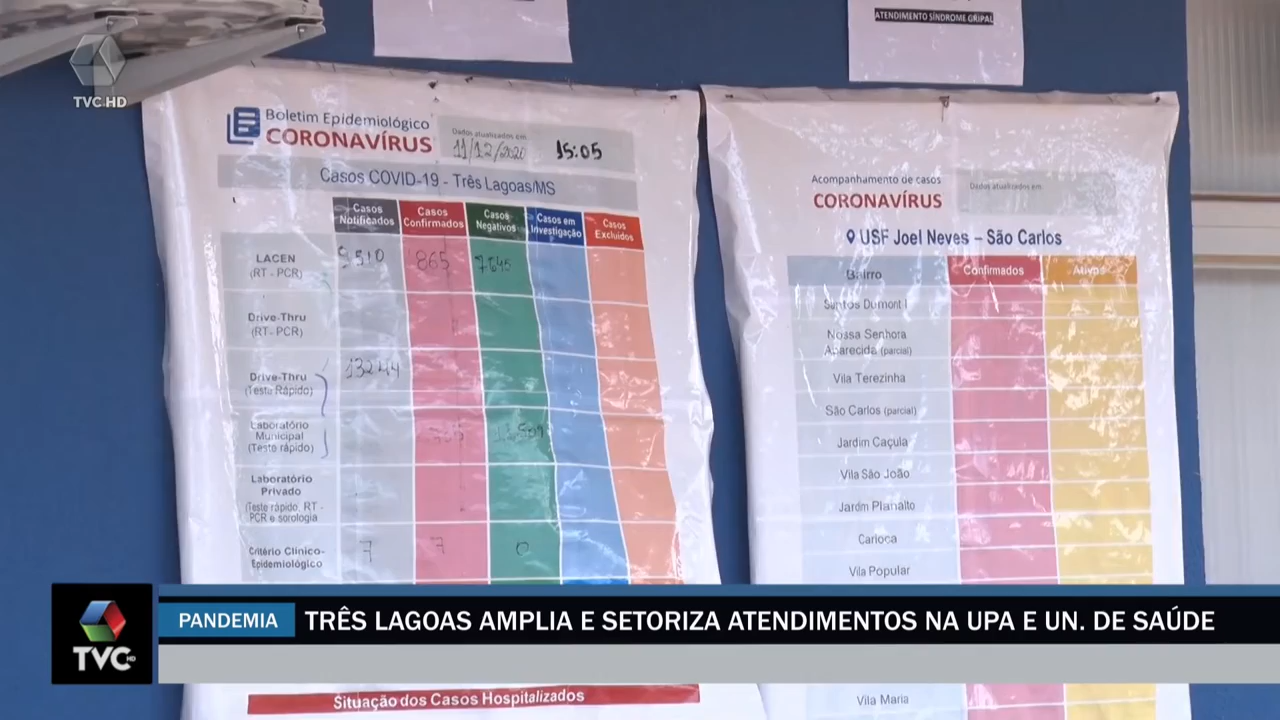 ATENDIMENTO SÍNDROME GRIPAL
TVC HD
Boletim Epidemiológico
CORONAVÍRUS
Dados atualizados em
11/12/2020
15:05
Casos COVID-19 - Três Lagoas/MS
Casos Notificados
Casos Confirmados
Casos Negativos
Casos em Investigação
Casos Excluídos
LACEN
(RT - PCR)
865
7645
Drive-Thru
(RT - PCR)
Drive-Thru
(Teste Rápido)
13244
Laboratório
Municipal
(Teste rápido)
Laboratório
Privado
(Teste rápido, RT -
PCR e sorologia
Critério Clínico-
Epidemiológico
7
7
0
Situação dos Casos Hospitalizados
Acompanhamento de casos
CORONAVÍRUS
Dados atualizados em
USF Joel Neves – São Carlos
Bairro
Confirmados
Ativos
Santos Dumont I
Nossa Senhora
Aparecida (parcial)
Vila Terezinha
São Carlos (parcial)
Jardim Caçula
Vila São João
Jardim Planalto
Carioca
Vila Popular
Vila Maria
TVC HD
PANDEMIA
TRÊS LAGOAS AMPLIA E SETORIZA ATENDIMENTOS NA UPA E UN. DE SAÚDE